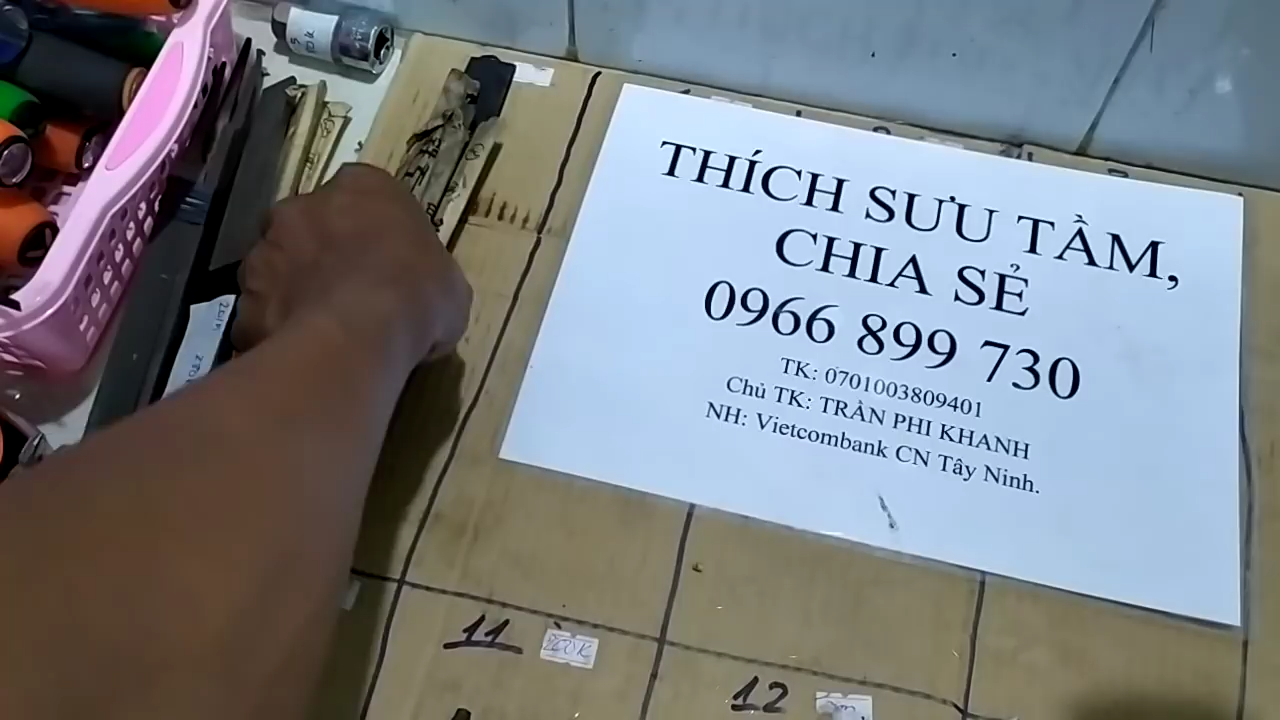 THÍCH SƯU TẦM,
CHIA SẺ
0966 899 730
TK: 0701003809401
Chủ TK: TRẦN PHI KHANH
NH: Vietcombank CN Tây Ninh.
11
12